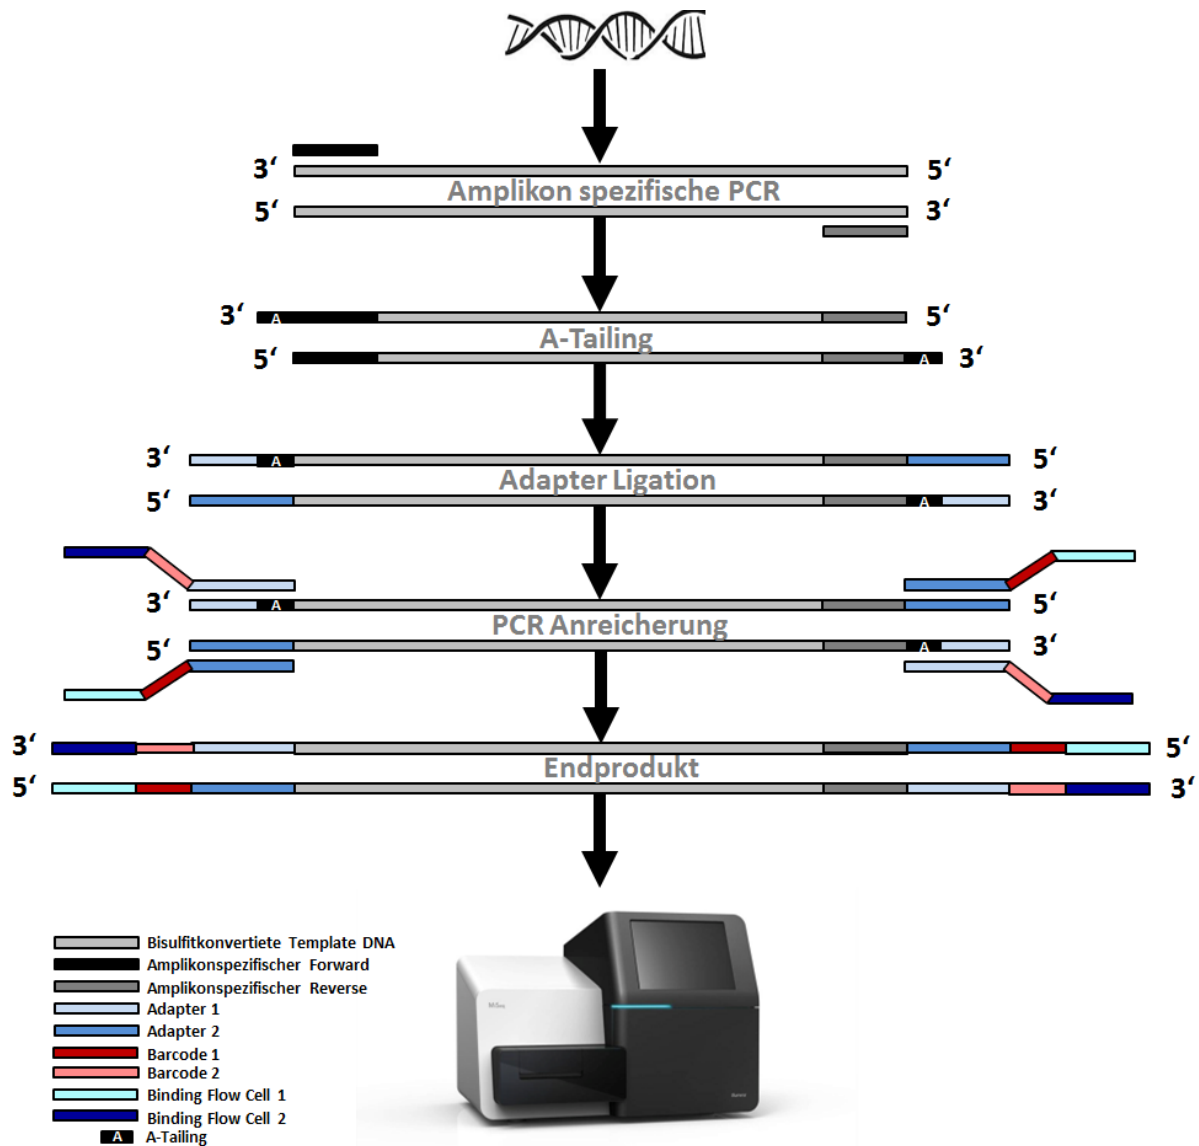 3‘ 5‘
Amplikon spezifische PCR
5‘ 3‘
3‘ A 5‘
A-Tailing
5‘ A 3‘
3‘ A 5‘
Adapter Ligation
5‘ A 3‘
3‘ A 5‘
PCR Anreicherung
5‘ A 3‘
3‘ 5‘
Endprodukt
5‘ 3‘
MiSeq
Bisulfitkonvertiete Template DNA
Amplikonspezifischer Forward
Amplikonspezifischer Reverse
Adapter 1
Adapter 2
Barcode 1
Barcode 2
Binding Flow Cell 1
Binding Flow Cell 2
A A-Tailing